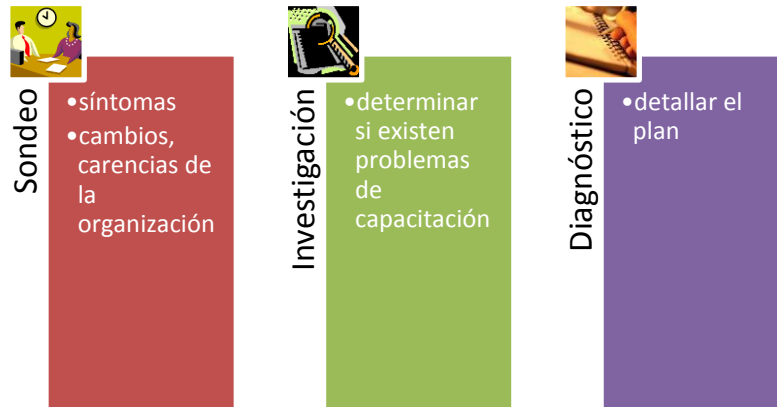 Sondeo
•síntomas
•cambios,
carencias de
la
organización
Investigación
•determinar
si existen
problemas
de
capacitación
Diagnóstico
•detallar el
plan